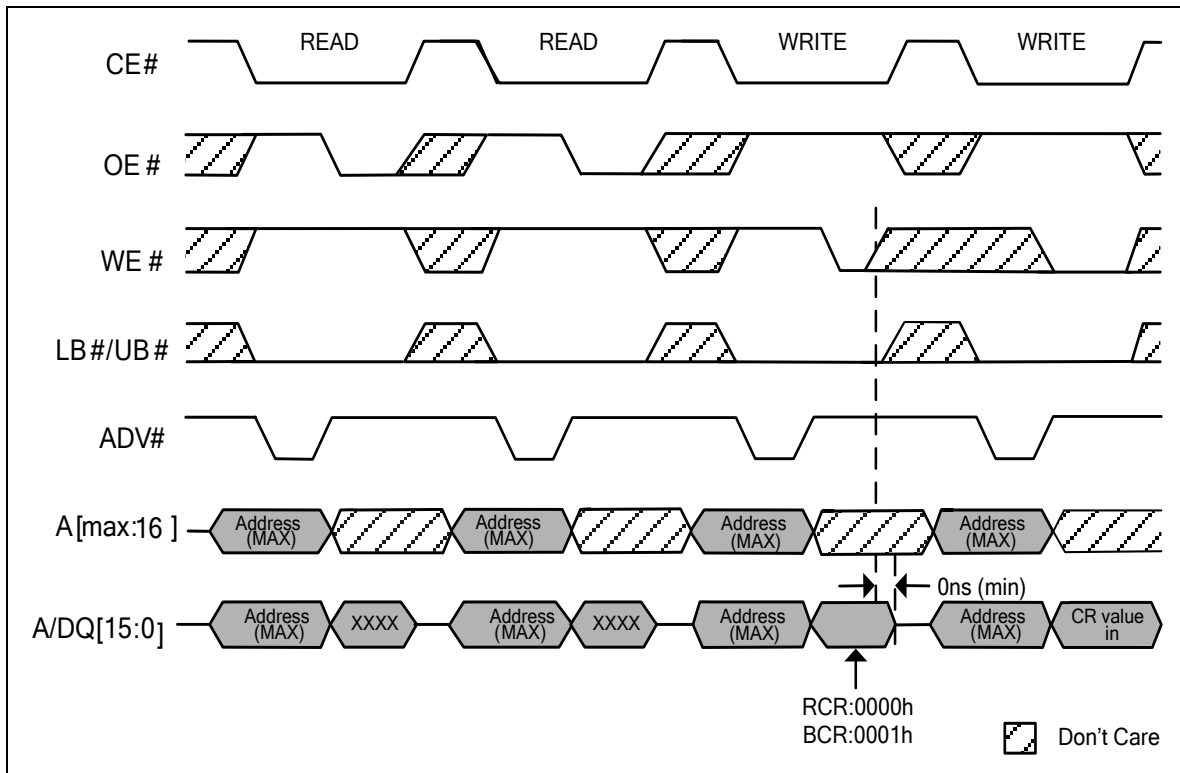 READ READ WRITE WRITE
CE#
OE #
WE #
LB #/UB #
ADV#
A[max:16 ] Address (MAX) Address (MAX) Address (MAX) Address (MAX)
0ns (min)
A/DQ[15:0] Address (MAX) XXXX Address (MAX) XXXX Address (MAX) Address (MAX) CR value in
RCR:0000h
BCR:0001h
Don't Care